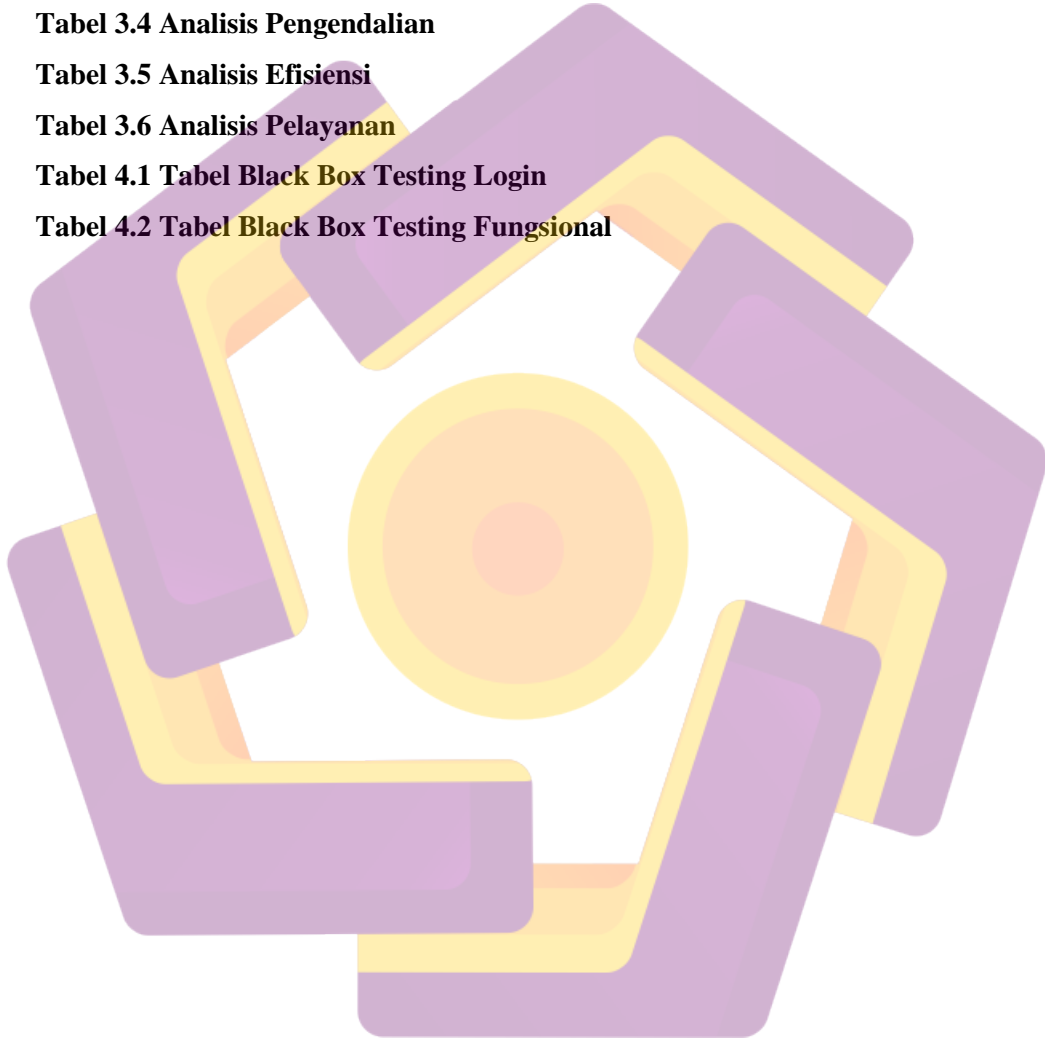 Tabel 3.4 Analisis Pengendalian
Tabel 3.5 Analisis Efisiensi
Tabel 3.6 Analisis Pelayanan
Tabel 4.1 Tabel Black Box Testing Login
Tabel 4.2 Tabel Black Box Testing Fungsional